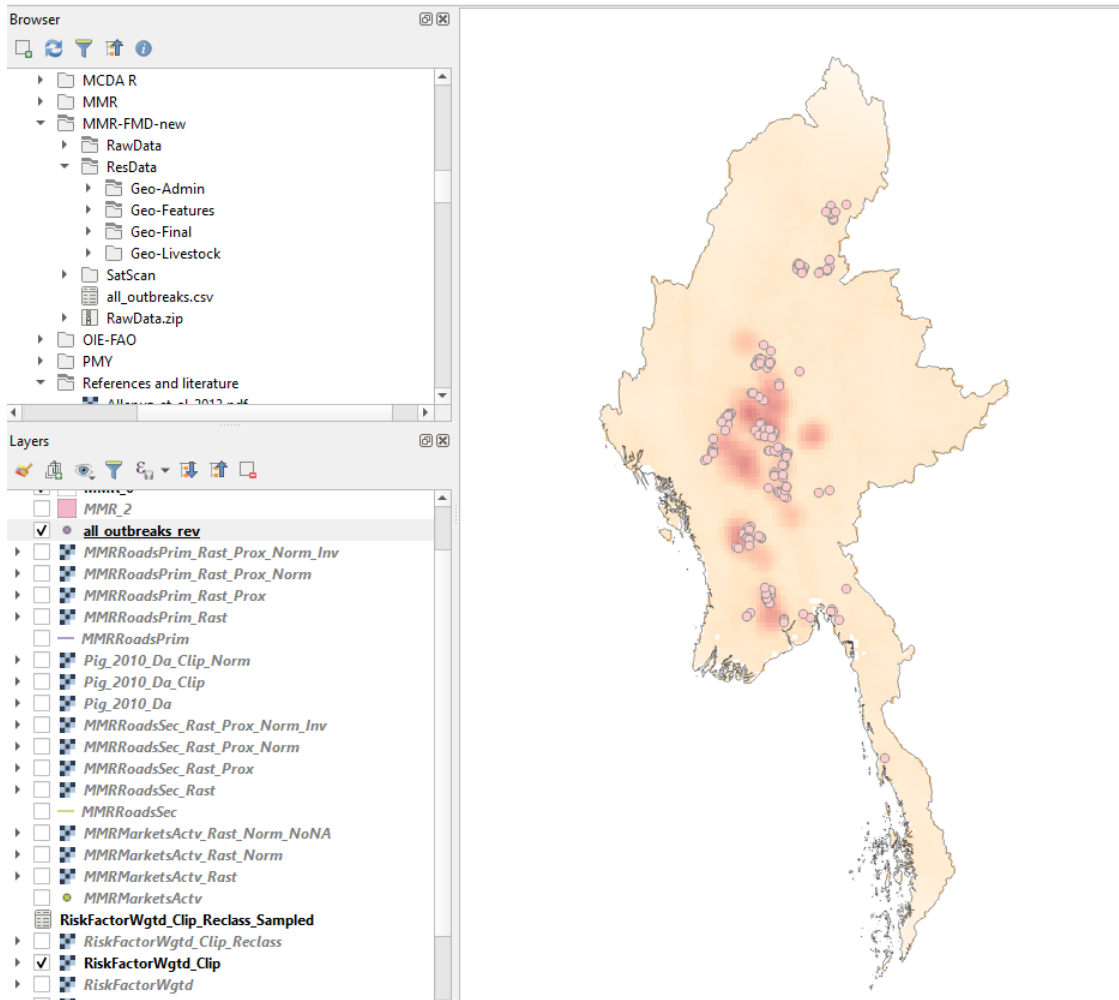 Browser
MCDA R
MMR
MMR-FMD-new
RawData
ResData
Geo-Admin
Geo-Features
Geo-Final
Geo-Livestock
SatScan
all_outbreaks.csv
RawData.zip
OIE-FAO
PMY
References and literature
Layers
MMR_2
all_outbreaks_rev
MMRRoadsPrim_Rast_Prox_Norm_Inv
MMRRoadsPrim_Rast_Prox_Norm
MMRRoadsPrim_Rast_Prox
MMRRoadsPrim_Rast
MMRRoadsPrim
Pig_2010_Da_Clip_Norm
Pig_2010_Da_Clip
Pig_2010_Da
MMRRoadsSec_Rast_Prox_Norm_Inv
MMRRoadsSec_Rast_Prox_Norm
MMRRoadsSec_Rast_Prox
MMRRoadsSec_Rast
MMRRoadsSec
MMRMarketsActv_Rast_Norm_NoNA
MMRMarketsActv_Rast_Norm
MMRMarketsActv_Rast
MMRMarketsActv
RiskFactorWgtd_Clip_Reclass_Sampled
RiskFactorWgtd_Clip_Reclass
RiskFactorWgtd_Clip
RiskFactorWgtd